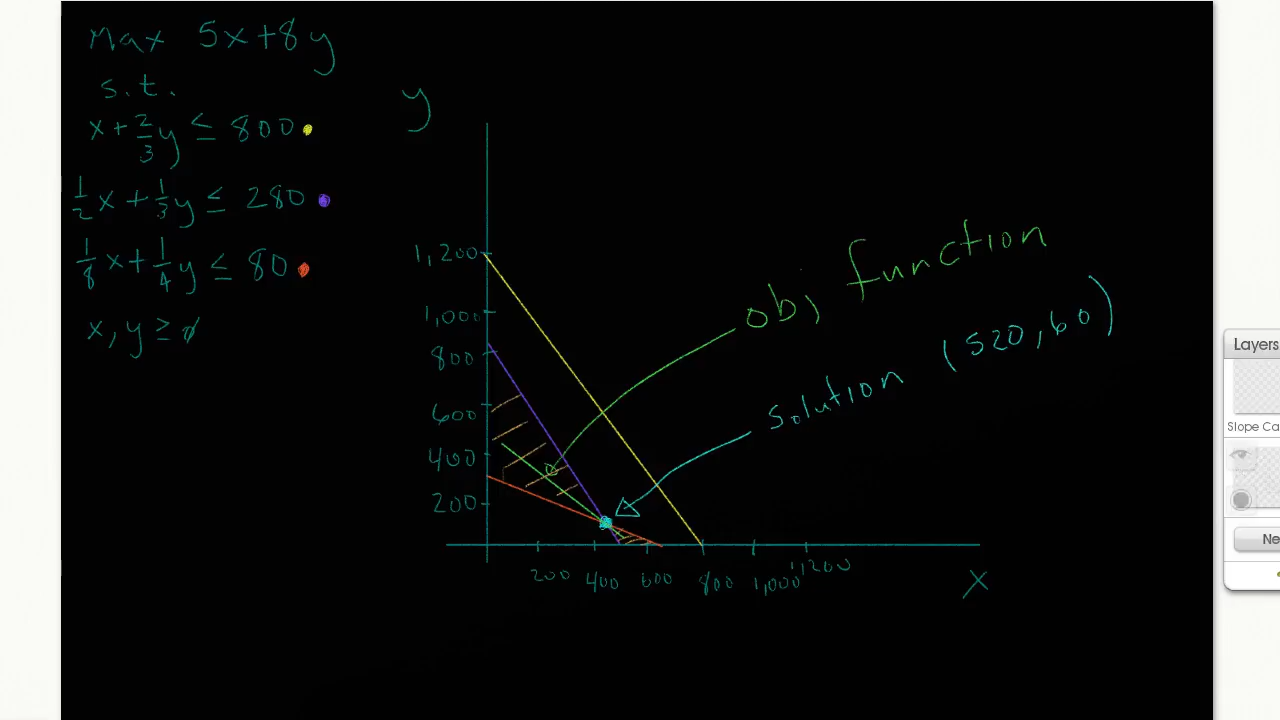 Max 5x+8y
s.t.
x+2/3y ≤ 800
1/2x+1/3y ≤ 280
1/8x+1/4y ≤ 80
x, y ≥ 0
y
1,200
1,000
800
600
400
200
200 400 600 800 1,000 1,200
x
obj function
Solution (520,60)
Layers
Slope Ca
Ne